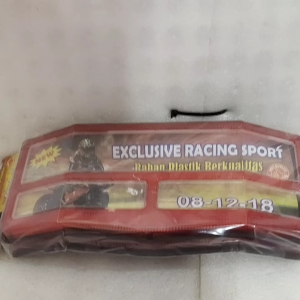 EXCLUSIVE RACING SPORT
Bahan Plastik Berkualitas
08-12-18